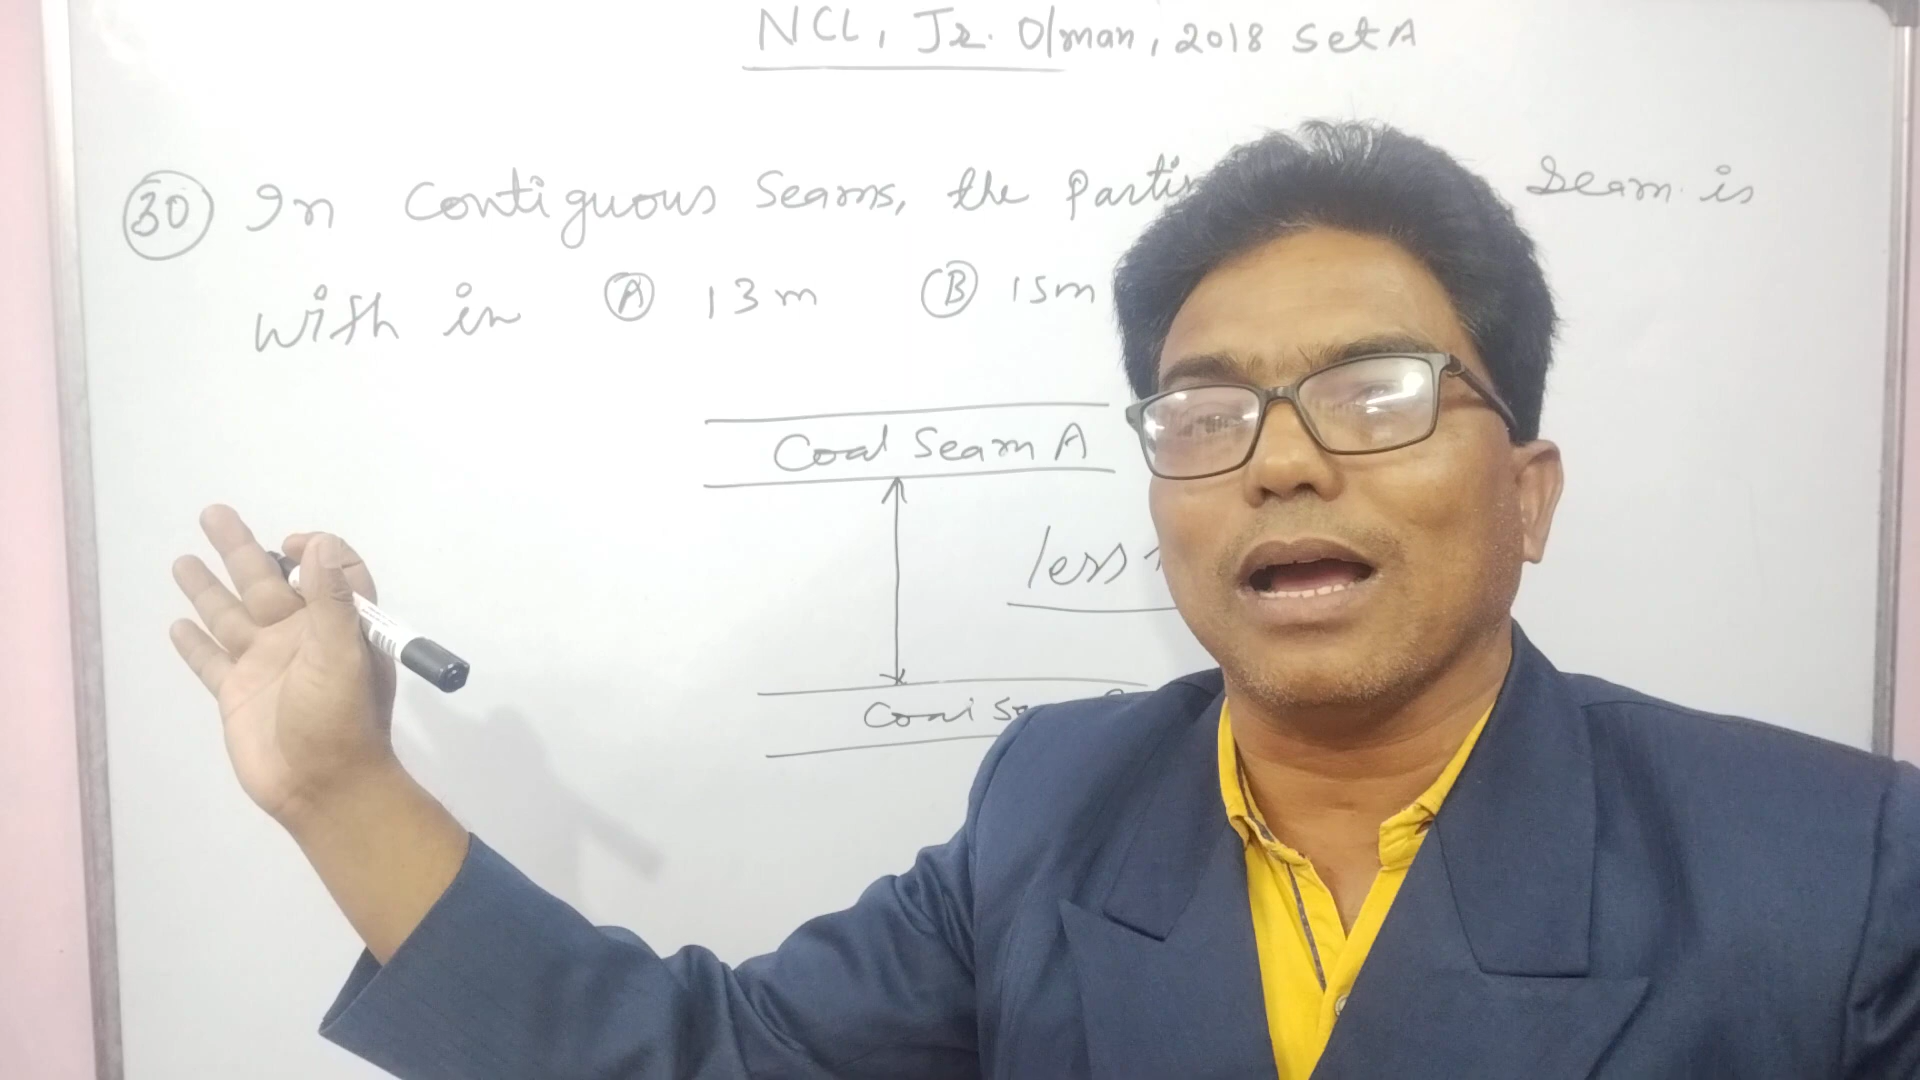 NCL, Jr. O/man, 2018 Set A
30 In Contiguous Seams, the Seam is
With in A 13m B 15m
Coal Seam A
less
Coal